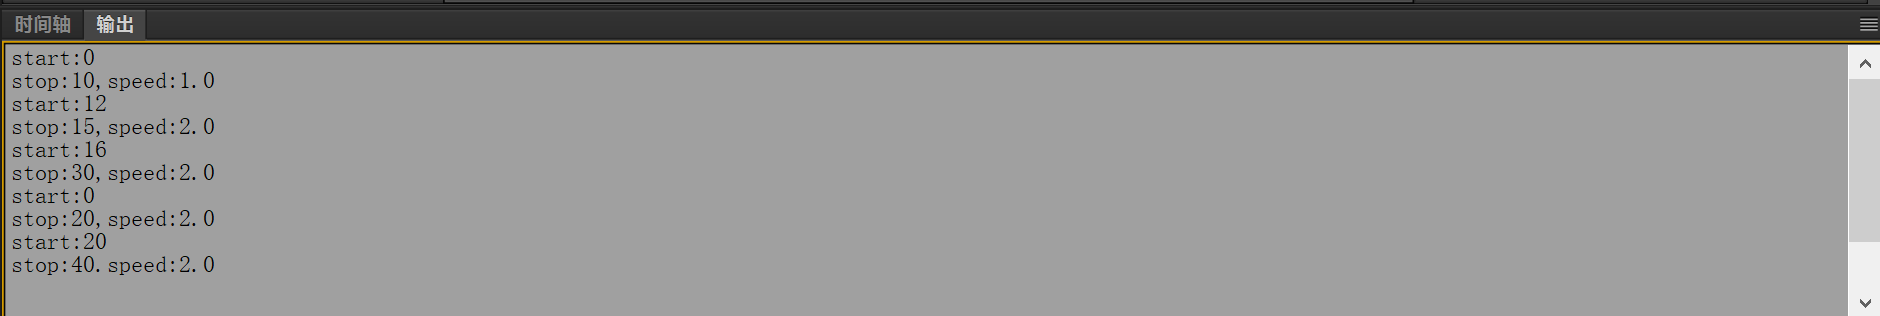 时间轴 输出
start:0
stop:10,speed:1.0
start:12
stop:15,speed:2.0
start:16
stop:30,speed:2.0
start:0
stop:20,speed:2.0
start:20
stop:40.speed:2.0